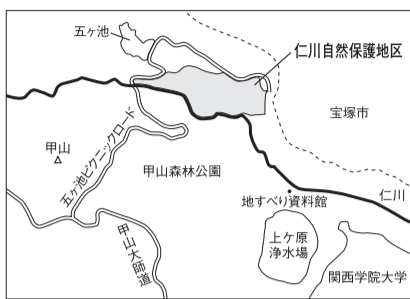 五ヶ池
仁川自然保護地区
宝塚市
甲山
五ヶ池ピクニックロード
甲山森林公園
仁川
地すべり資料館
上ケ原
浄水場
甲山大師道
関西学院大学